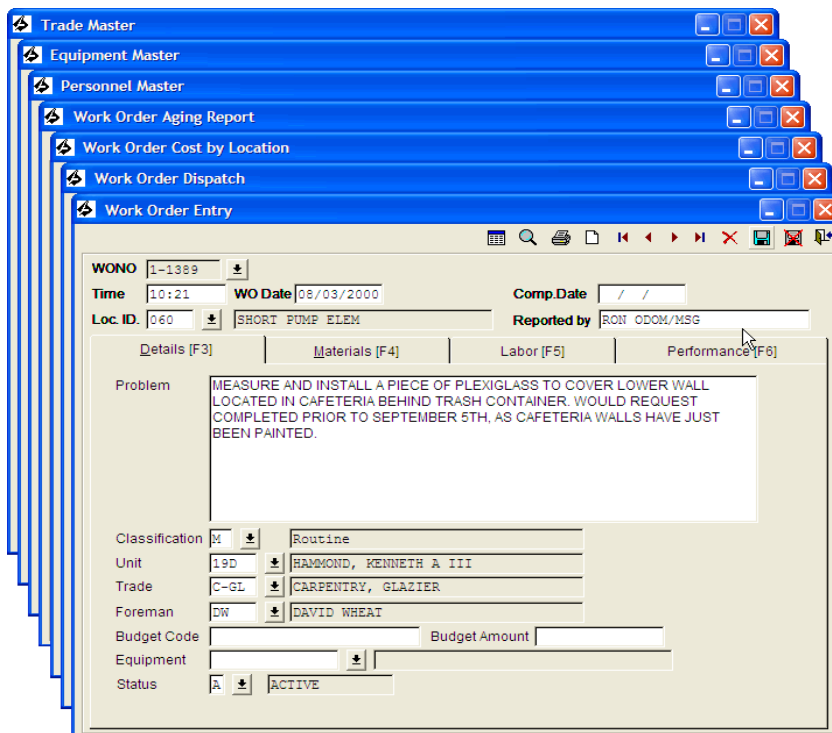 Trade Master
Equipment Master
Personnel Master
Work Order Aging Report
Work Order Cost by Location
Work Order Dispatch
Work Order Entry
WONO 1-1389
Time 10:21 WO Date 08/03/2000 Comp.Date / /
Loc. ID. 060 SHORT PUMP ELEM Reported by RON ODOM/MSG
Details [F3] Materials [F4] Labor [F5] Performance [F6]
Problem MEASURE AND INSTALL A PIECE OF PLEXIGLASS TO COVER LOWER WALL
LOCATED IN CAFETERIA BEHIND TRASH CONTAINER. WOULD REQUEST
COMPLETED PRIOR TO SEPTEMBER 5TH, AS CAFETERIA WALLS HAVE JUST
BEEN PAINTED.
Classification M Routine
Unit 19D HAMMOND, KENNETH A III
Trade C-GL CARPENTRY, GLAZIER
Foreman DW DAVID WHEAT
Budget Code Budget Amount
Equipment
Status A ACTIVE